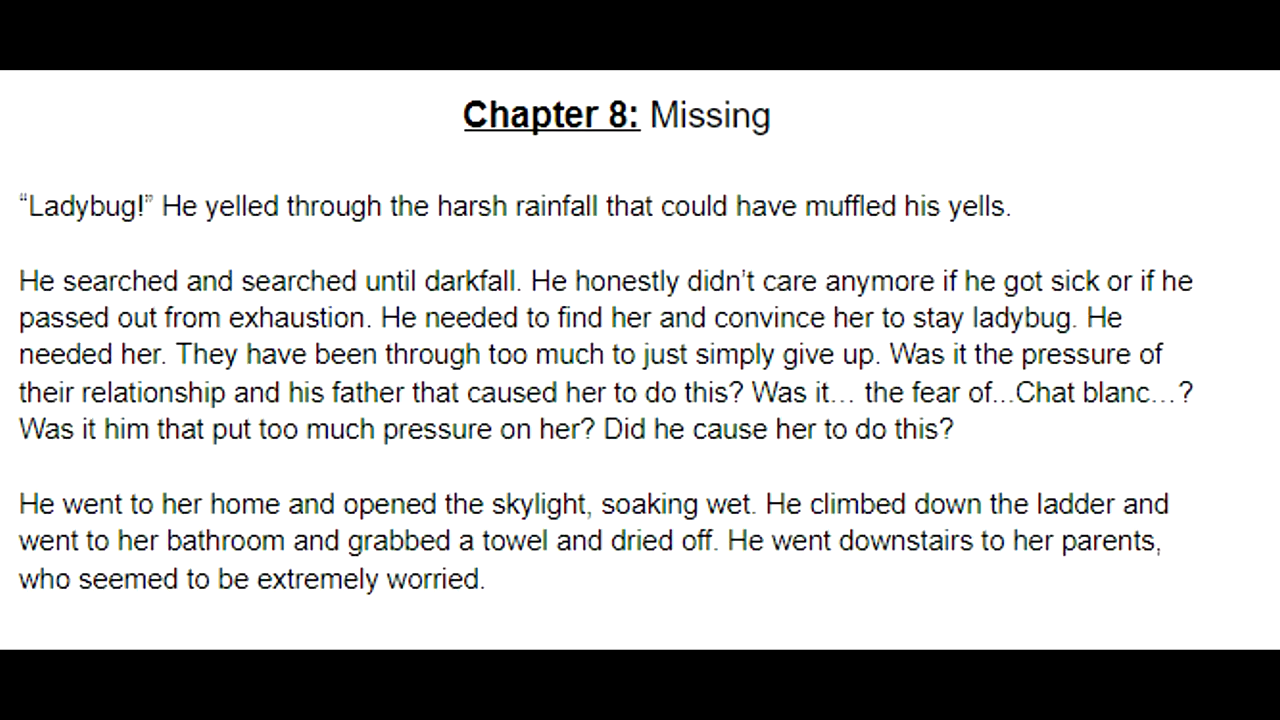 Chapter 8: Missing
“Ladybug!” He yelled through the harsh rainfall that could have muffled his yells.
He searched and searched until darkfall. He honestly didn’t care anymore if he got sick or if he
passed out from exhaustion. He needed to find her and convince her to stay ladybug. He
needed her. They have been through too much to just simply give up. Was it the pressure of
their relationship and his father that caused her to do this? Was it… the fear of...Chat blanc…?
Was it him that put too much pressure on her? Did he cause her to do this?
He went to her home and opened the skylight, soaking wet. He climbed down the ladder and
went to her bathroom and grabbed a towel and dried off. He went downstairs to her parents,
who seemed to be extremely worried.